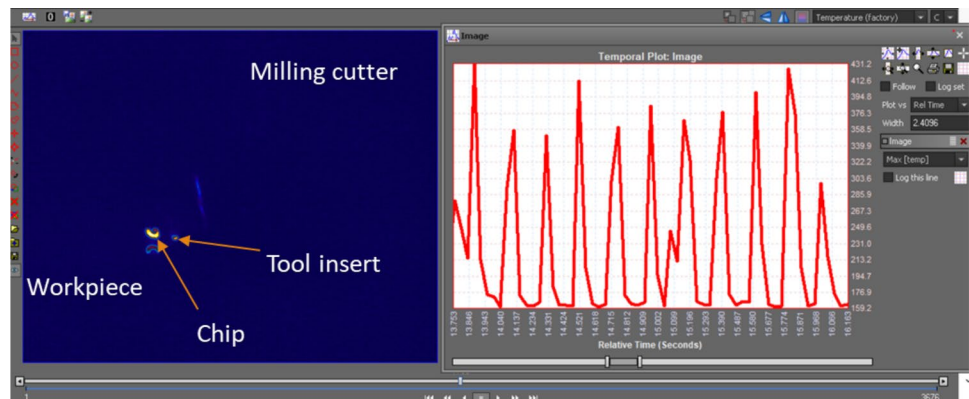 Temperature (factory)
C
Image
Temporal Plot: Image
431.2
412.6
394.8
376.5
358.5
339.9
322.2
303.6
285.9
267.3
249.6
231.0
213.2
194.7
176.9
159.2
13.753
13.846
13.943
14.040
14.137
14.234
14.331
14.424
14.521
14.618
14.715
14.812
14.909
15.002
15.099
15.196
15.293
15.390
15.487
15.580
15.677
15.774
15.871
15.968
16.066
16.163
Relative Time (Seconds)
Follow
Log set
Plot vs Rel Time
Width 2.4096
Image
Max [temp]
Log this line
Milling cutter
Tool insert
Workpiece
Chip
1
3676